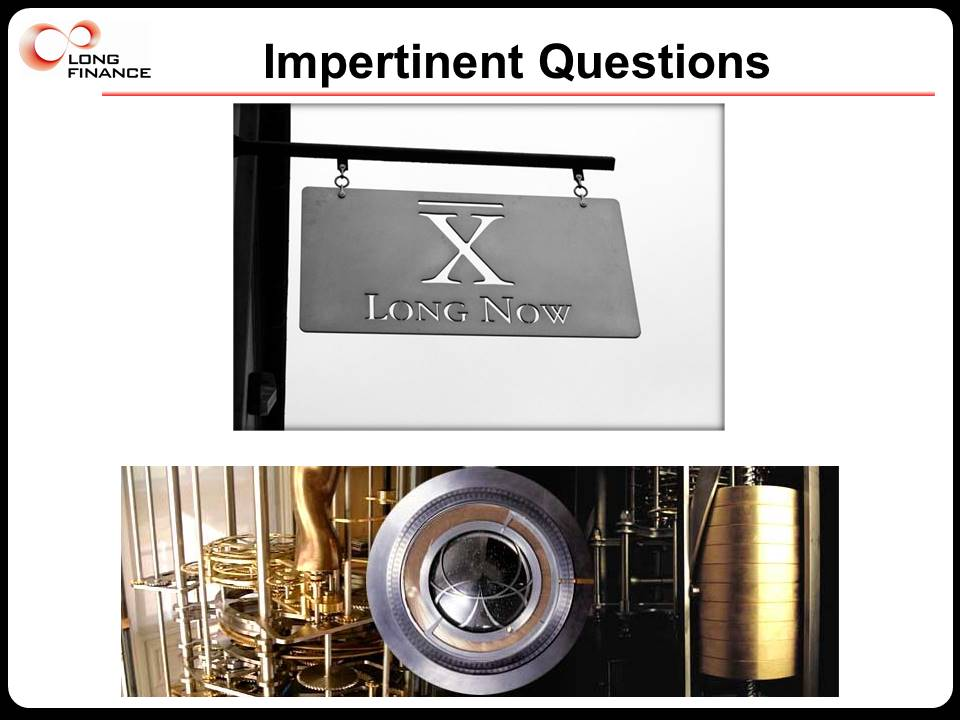 LONG
FINANCE
Impertinent Questions
X
LONG NOW